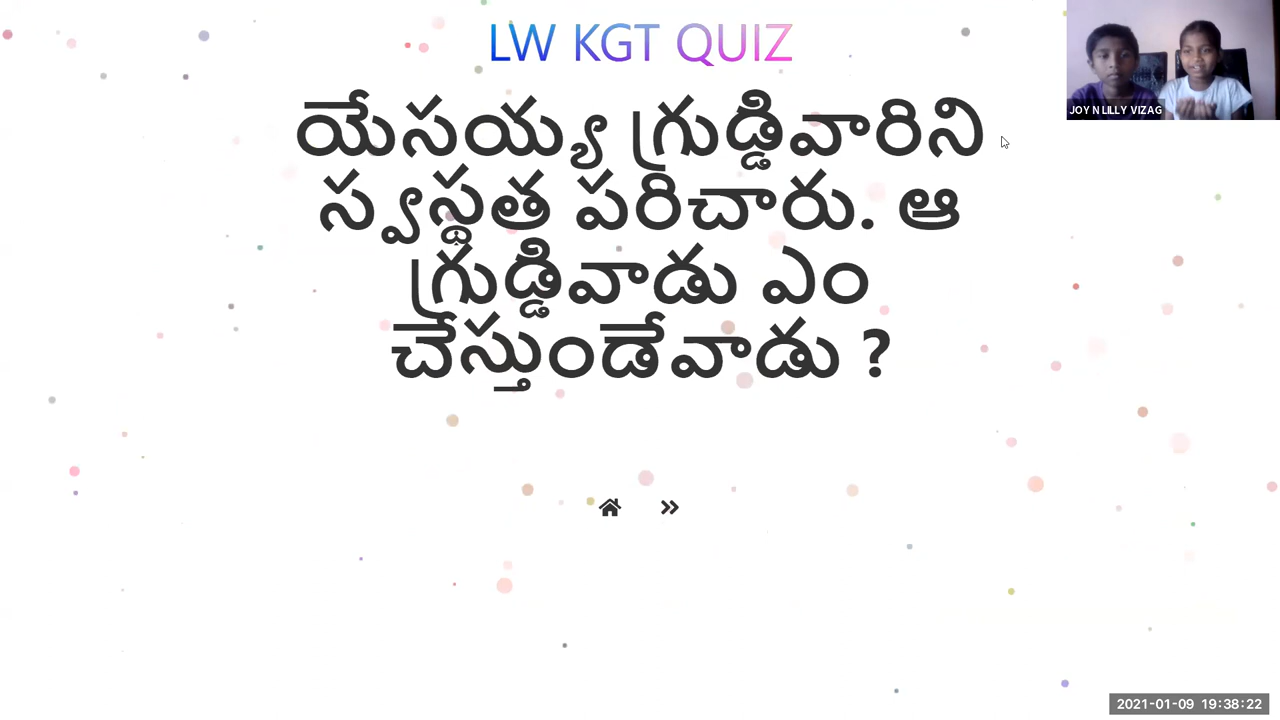 LW KGT QUIZ
యేసయ్య గ్రుడ్డివారిని
స్వస్థత పరిచారు. ఆ
గ్రుడ్డివాడు ఎం
చేస్తుండేవాడు ?
JOY N LILLY VIZAG
2021-01-09 19:38:22